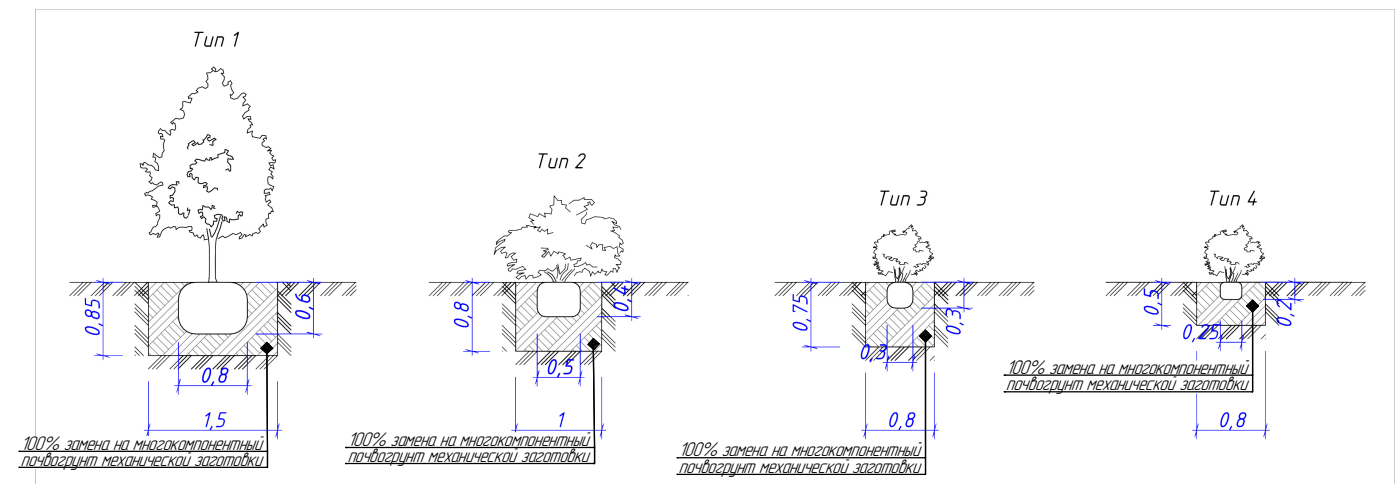 Тип 1
0,85
0,6
0,8
1,5
100% замена на многокомпонентный
почвогрунт механической заготовки
Тип 2
0,8
0,4
0,5
1
100% замена на многокомпонентный
почвогрунт механической заготовки
Тип 3
0,75
0,3
0,3
0,8
100% замена на многокомпонентный
почвогрунт механической заготовки
Тип 4
0,5
0,2
0,25
100% замена на многокомпонентный
почвогрунт механической заготовки
0,8